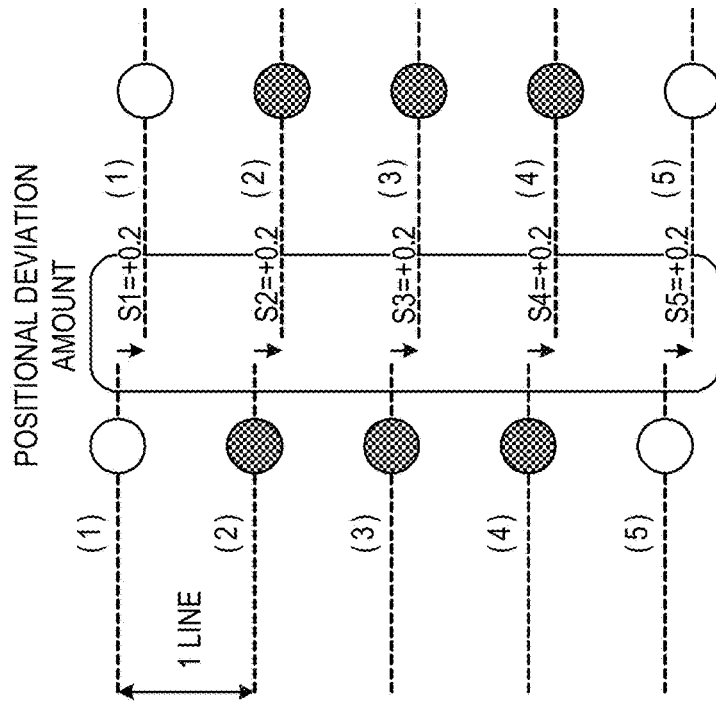 POSITIONAL DEVIATION
AMOUNT
(1)
(2)
(3)
(4)
(5)
1 LINE
S1=+0.2
S2=+0.2
S3=+0.2
S4=+0.2
S5=+0.2
(1)
(2)
(3)
(4)
(5)